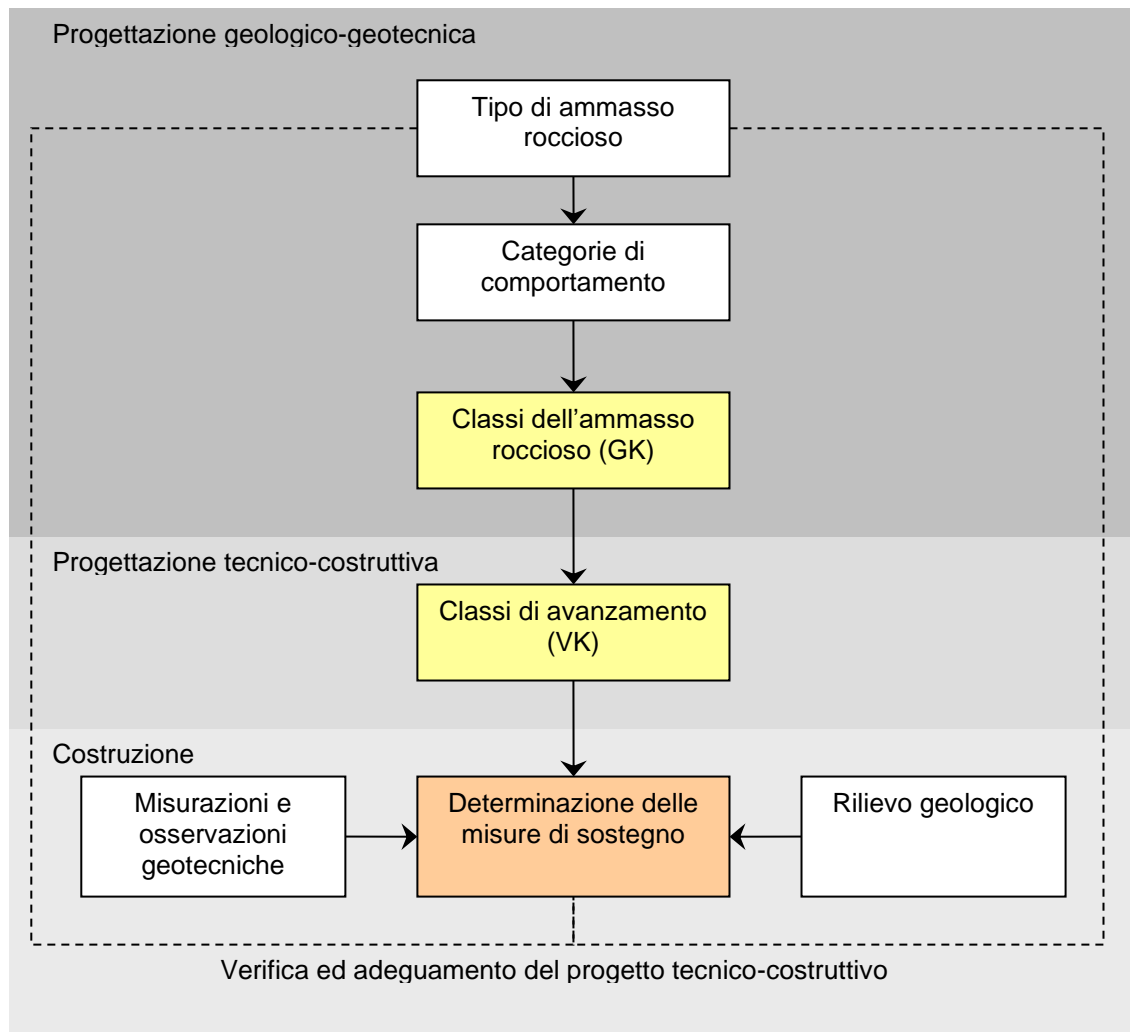 Progettazione geologico-geotecnica
Tipo di ammasso
roccioso
Categorie di
comportamento
Classi dell’ammasso
roccioso (GK)
Progettazione tecnico-costruttiva
Classi di avanzamento
(VK)
Costruzione
Misurazioni e
osservazioni
geotecniche
Determinazione delle
misure di sostegno
Rilievo geologico
Verifica ed adeguamento del progetto tecnico-costruttivo